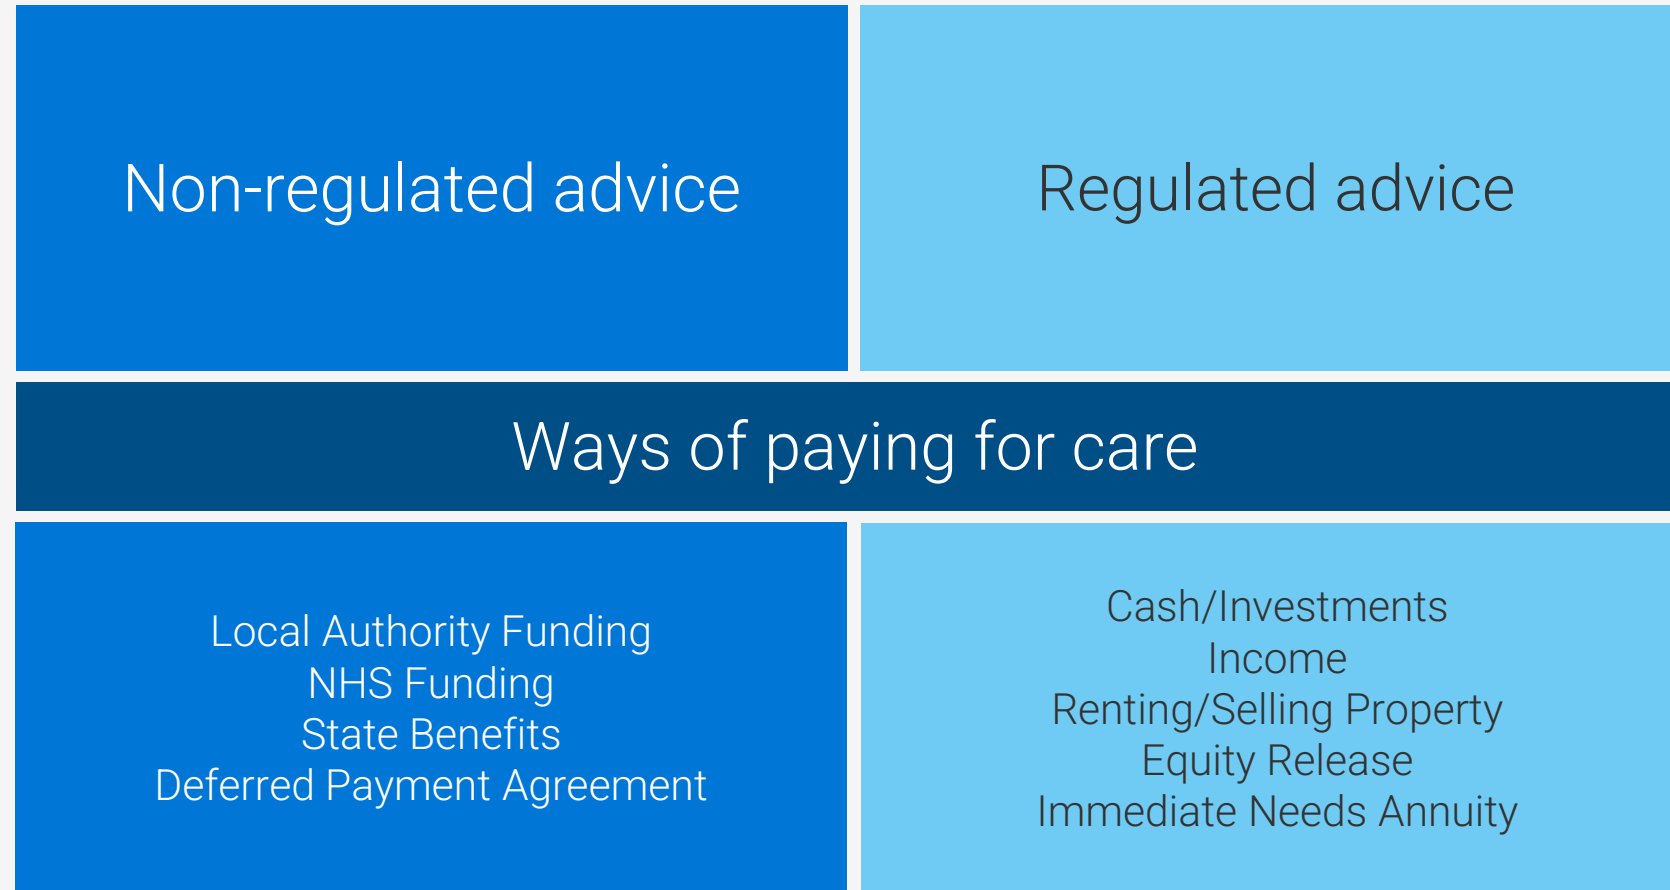 Non-regulated advice
Regulated advice
Ways of paying for care
Local Authority Funding
NHS Funding
State Benefits
Deferred Payment Agreement
Cash/Investments
Income
Renting/Selling Property
Equity Release
Immediate Needs Annuity